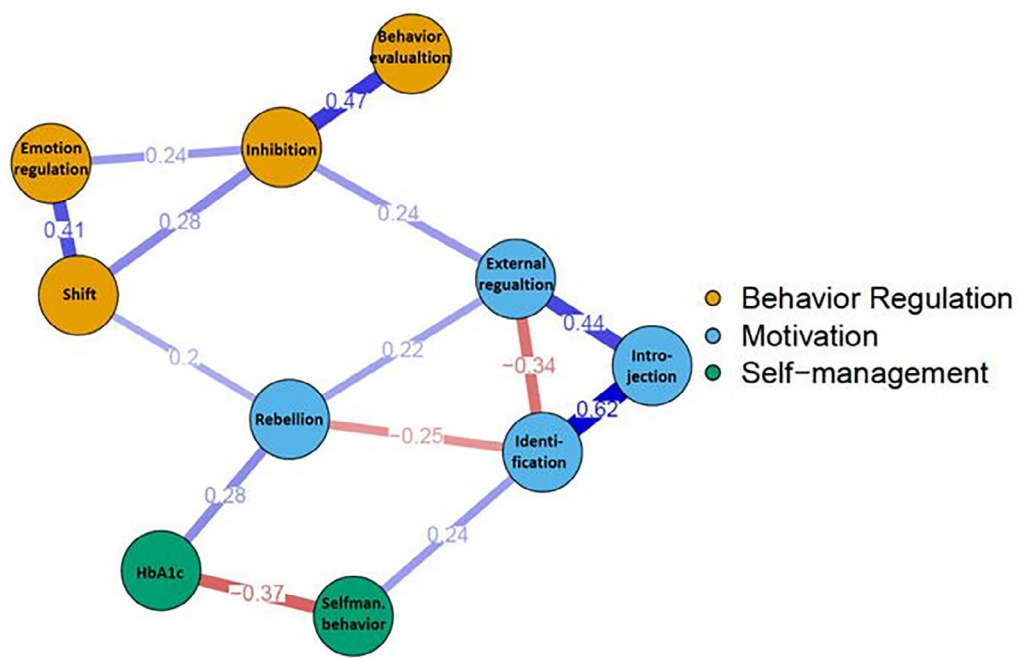 Behavior
evalualtion
0.47
Emotion
regulation
0.24
Inhibition
0.41
0.28
0.24
Shift
External
regualtion
Behavior Regulation
Motivation
Self−management
0.44
0.2
0.22
−0.34
Intro-
jection
0.62
Rebellion
−0.25
Identi-
fication
0.28
0.24
HbA1c
−0.37
Selfman.
behavior